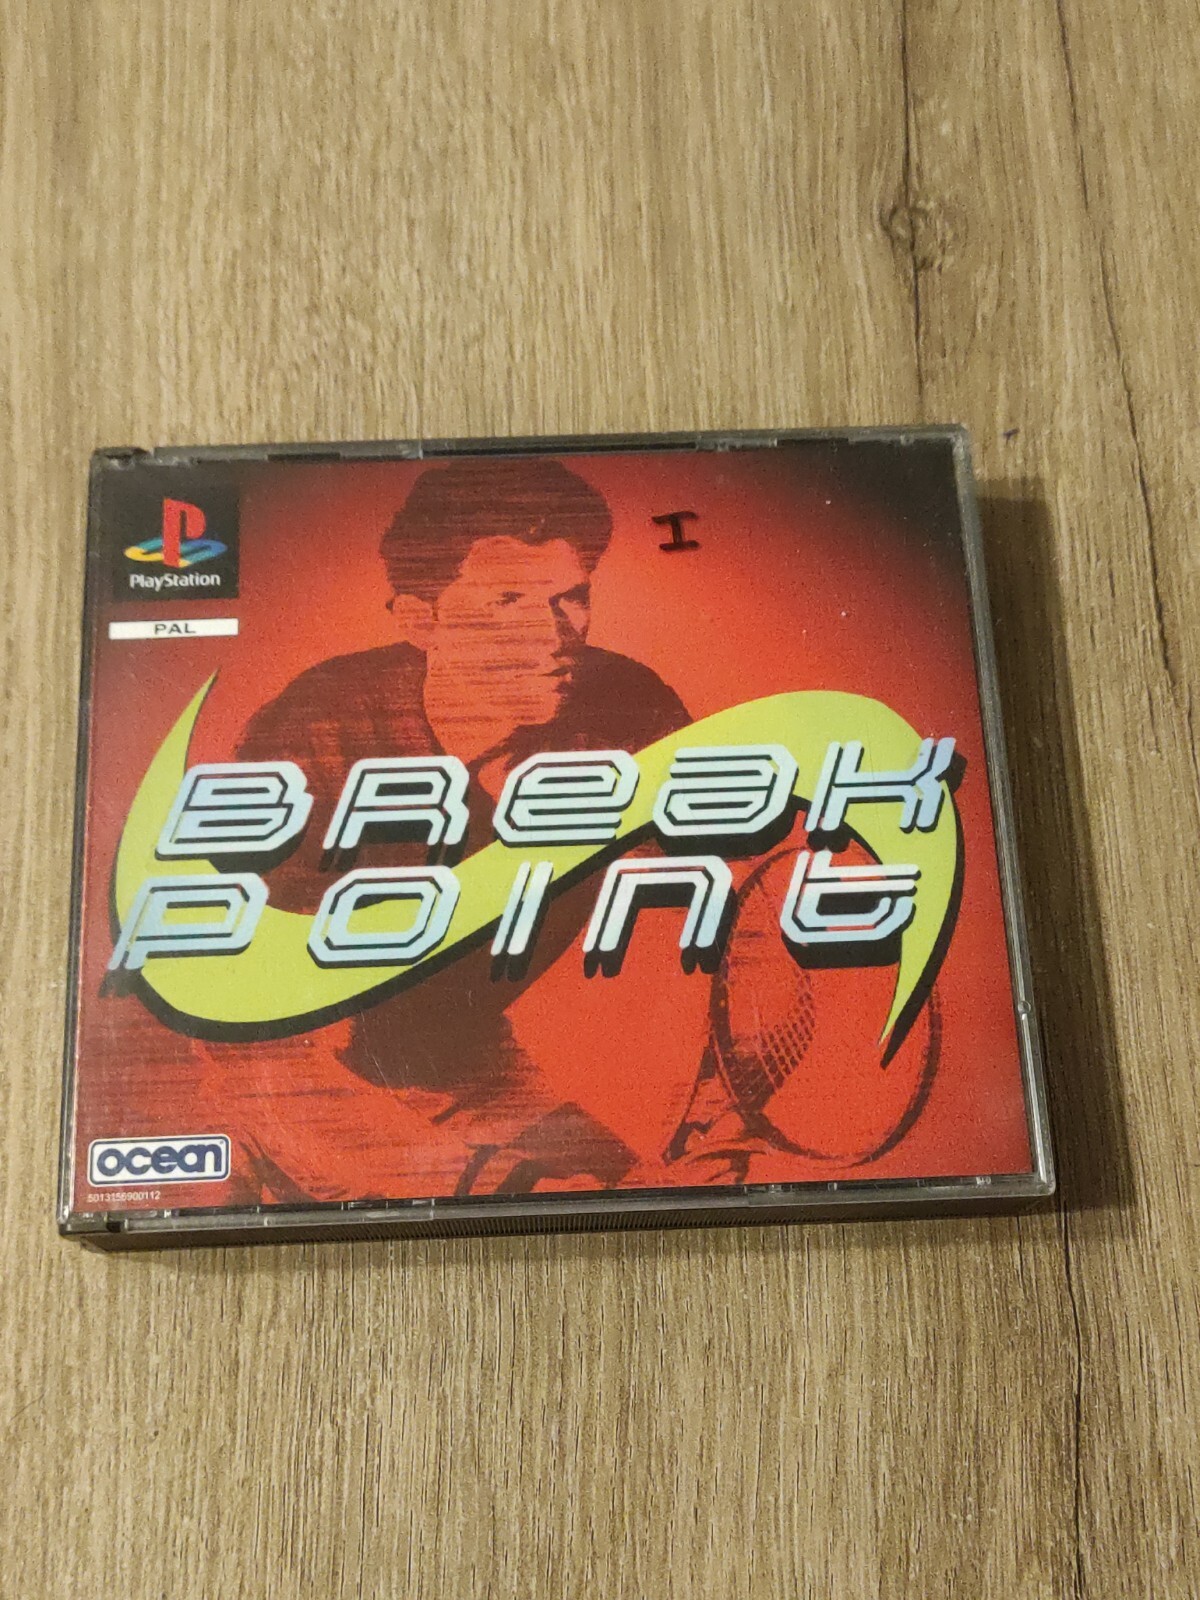 I
PlayStation
PAL
BReaK
POINt
ocean
5013156900112